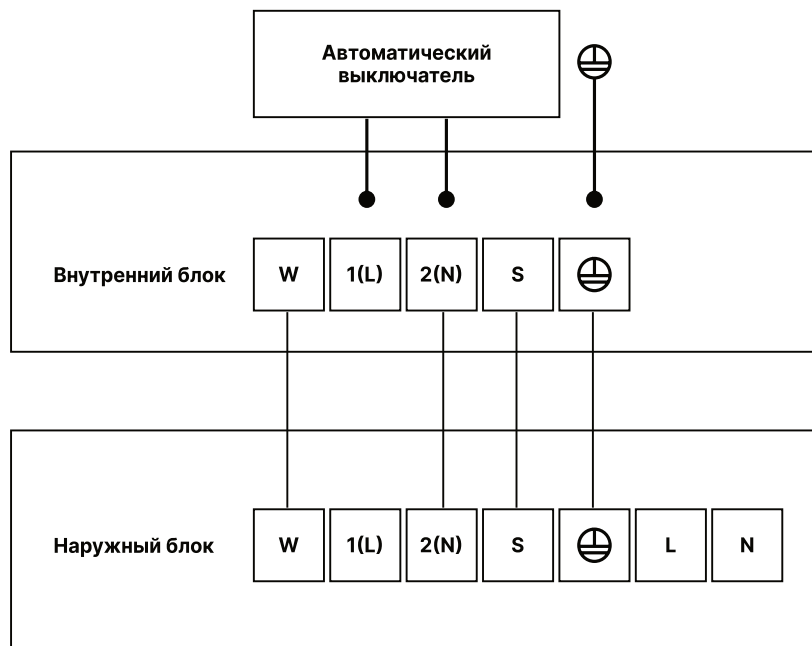 Автоматический
выключатель
Внутренний блок W 1(L) 2(N) S
Наружный блок W 1(L) 2(N) S L N